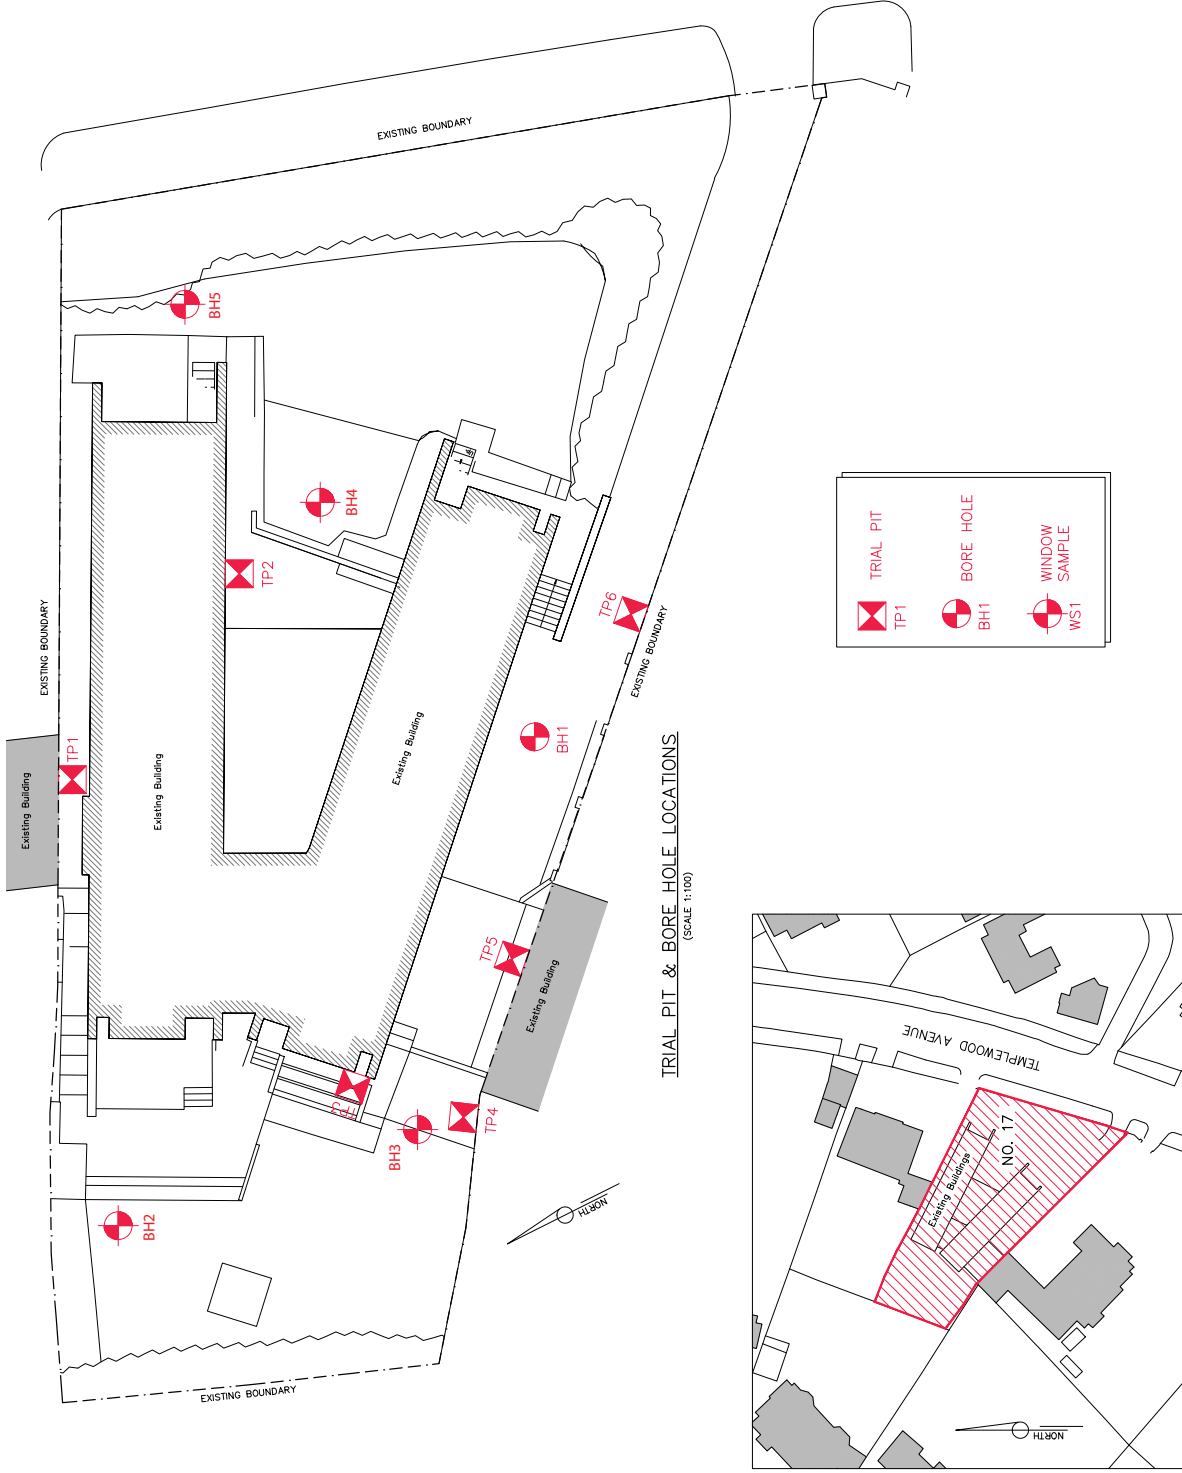 EXISTING BOUNDARY
BH5
EXISTING BOUNDARY
BH4
TP2
TP6
EXISTING BOUNDARY
TP1
Existing Building
Existing Building
Existing Building
BH1
TP5
Existing Building
TP3
TP4
BH3
BH2
NORTH
EXISTING BOUNDARY
TRIAL PIT & BORE HOLE LOCATIONS
(SCALE 1:100)
TP1 TRIAL PIT
BH1 BORE HOLE
WS1 WINDOW
SAMPLE
TEMPLEWOOD AVENUE
Existing Buildings
NO. 17
NORTH